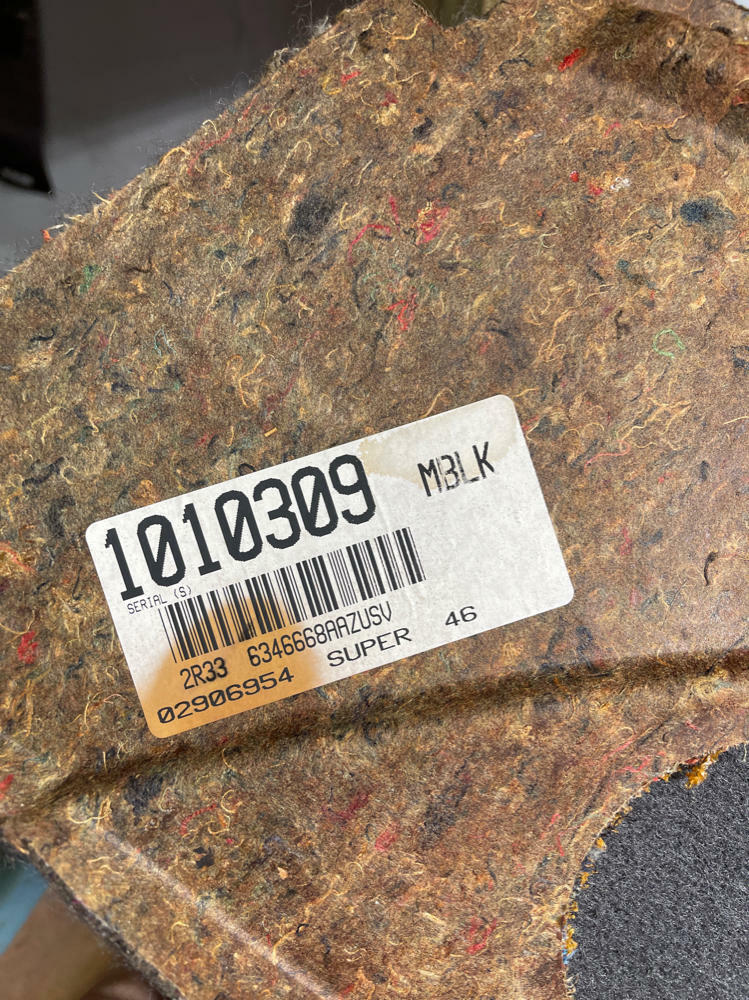 1010309 MBLK
SERIAL (S)
2R33 6346668AAZUSV
02906954 SUPER 46